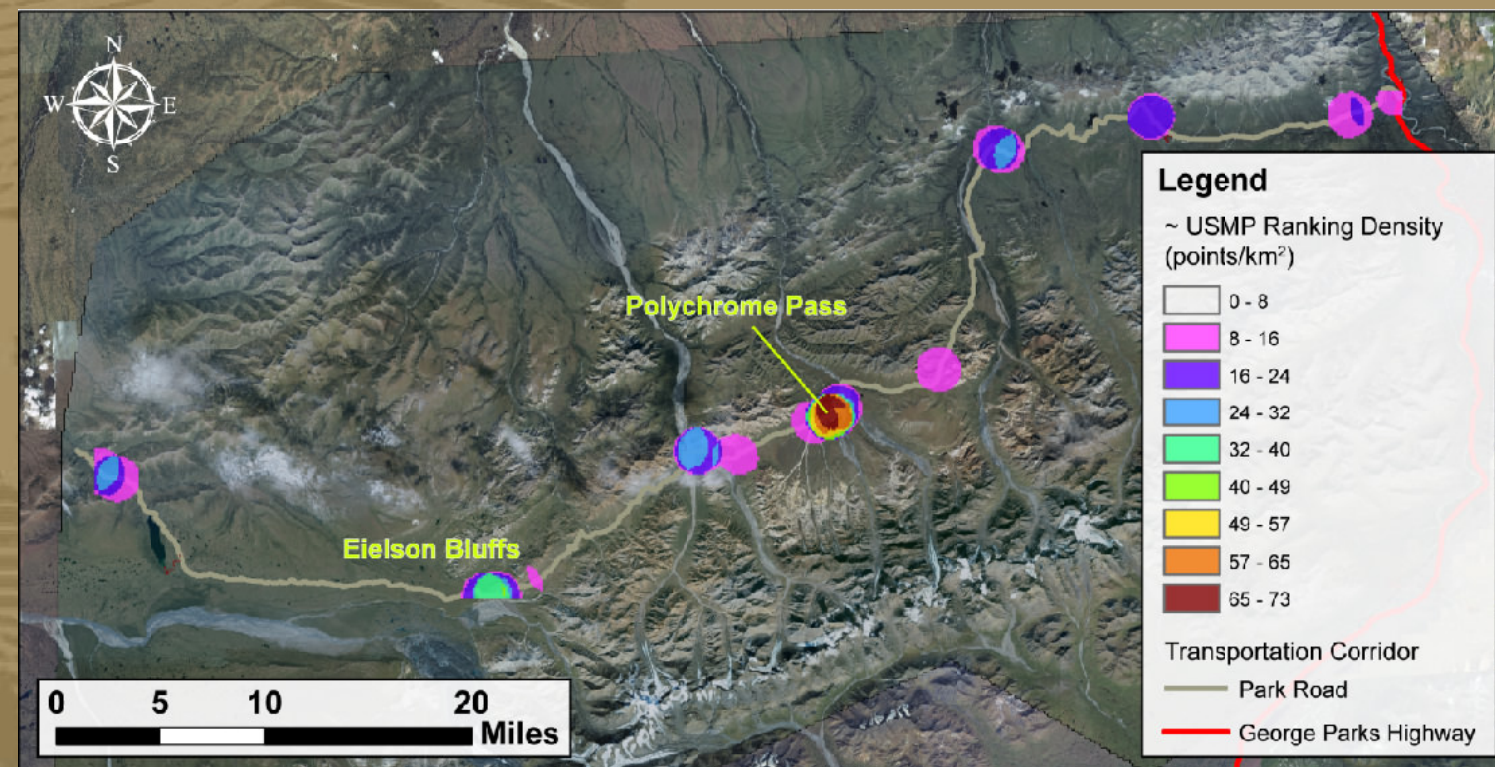 N
W E
S
Polychrome Pass
Eielson Bluffs
0 5 10 20
Miles
Legend
~ USMP Ranking Density
(points/km²)
0 - 8
8 - 16
16 - 24
24 - 32
32 - 40
40 - 49
49 - 57
57 - 65
65 - 73
Transportation Corridor
Park Road
George Parks Highway